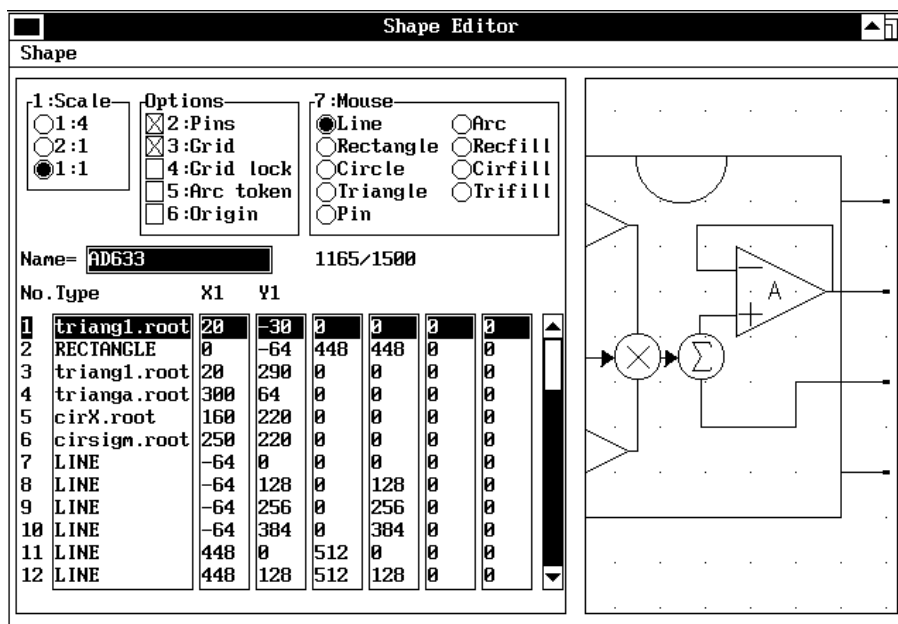 Shape Editor
Shape
1:Scale
1:4
2:1
1:1
Options
2:Pins
3:Grid
4:Grid lock
5:Arc token
6:Origin
7:Mouse
Line Arc
Rectangle Recfill
Circle Cirfill
Triangle Trifill
Pin
Name= AD633 1165/1500
No. Type X1 Y1
1 triang1.root 20 -30 0 0 0 0
2 RECTANGLE 0 -64 448 448 0 0
3 triang1.root 20 290 0 0 0 0
4 trianga.root 300 64 0 0 0 0
5 cirX.root 160 220 0 0 0 0
6 cirsigm.root 250 220 0 0 0 0
7 LINE -64 0 0 0 0 0
8 LINE -64 128 0 128 0 0
9 LINE -64 256 0 256 0 0
10 LINE -64 384 0 384 0 0
11 LINE 448 0 512 0 0 0
12 LINE 448 128 512 128 0 0
A
Σ